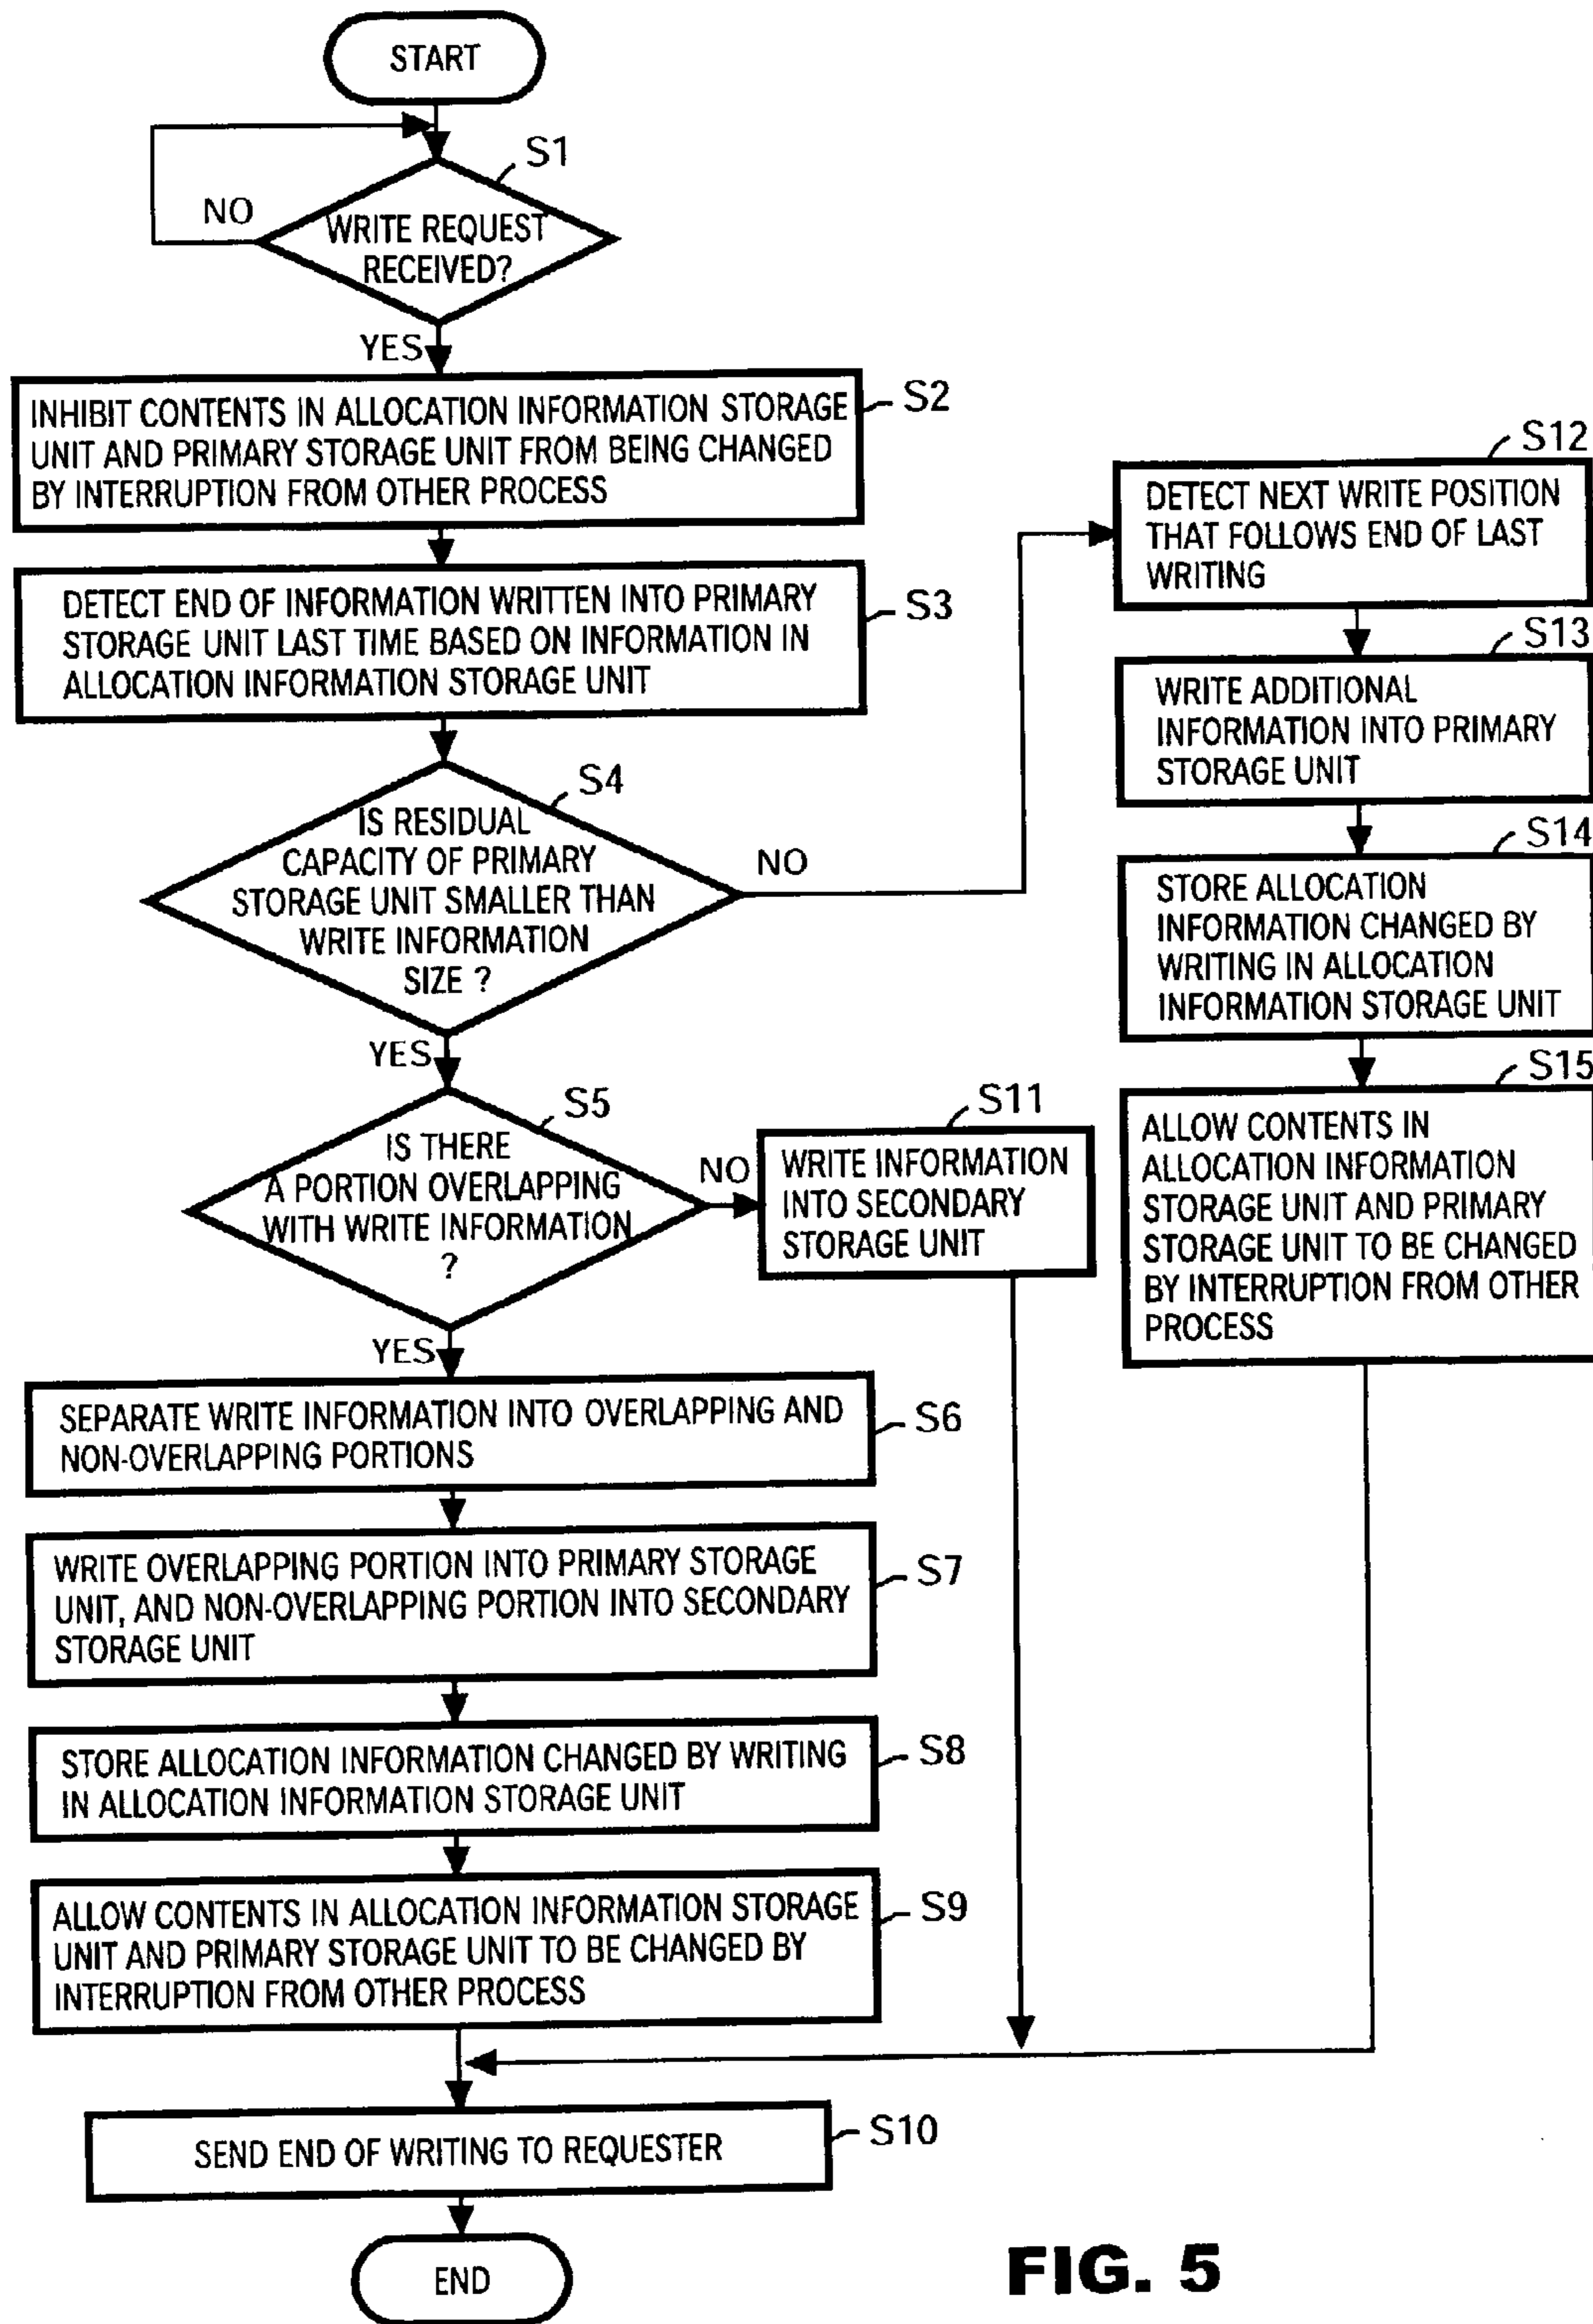 START
S1
NO
WRITE REQUEST
RECEIVED?
YES
INHIBIT CONTENTS IN ALLOCATION INFORMATION STORAGE
UNIT AND PRIMARY STORAGE UNIT FROM BEING CHANGED
BY INTERRUPTION FROM OTHER PROCESS
S2
DETECT END OF INFORMATION WRITTEN INTO PRIMARY
STORAGE UNIT LAST TIME BASED ON INFORMATION IN
ALLOCATION INFORMATION STORAGE UNIT
S3
S4
IS RESIDUAL
CAPACITY OF PRIMARY
STORAGE UNIT SMALLER THAN
WRITE INFORMATION
SIZE ?
NO
YES
S5
IS THERE
A PORTION OVERLAPPING
WITH WRITE INFORMATION
?
NO
YES
S11
WRITE INFORMATION
INTO SECONDARY
STORAGE UNIT
SEPARATE WRITE INFORMATION INTO OVERLAPPING AND
NON-OVERLAPPING PORTIONS
S6
WRITE OVERLAPPING PORTION INTO PRIMARY STORAGE
UNIT, AND NON-OVERLAPPING PORTION INTO SECONDARY
STORAGE UNIT
S7
STORE ALLOCATION INFORMATION CHANGED BY WRITING
IN ALLOCATION INFORMATION STORAGE UNIT
S8
ALLOW CONTENTS IN ALLOCATION INFORMATION STORAGE
UNIT AND PRIMARY STORAGE UNIT TO BE CHANGED BY
INTERRUPTION FROM OTHER PROCESS
S9
S12
DETECT NEXT WRITE POSITION
THAT FOLLOWS END OF LAST
WRITING
S13
WRITE ADDITIONAL
INFORMATION INTO PRIMARY
STORAGE UNIT
S14
STORE ALLOCATION
INFORMATION CHANGED BY
WRITING IN ALLOCATION
INFORMATION STORAGE UNIT
S15
ALLOW CONTENTS IN
ALLOCATION INFORMATION
STORAGE UNIT AND PRIMARY
STORAGE UNIT TO BE CHANGED
BY INTERRUPTION FROM OTHER
PROCESS
SEND END OF WRITING TO REQUESTER
S10
END
FIG. 5